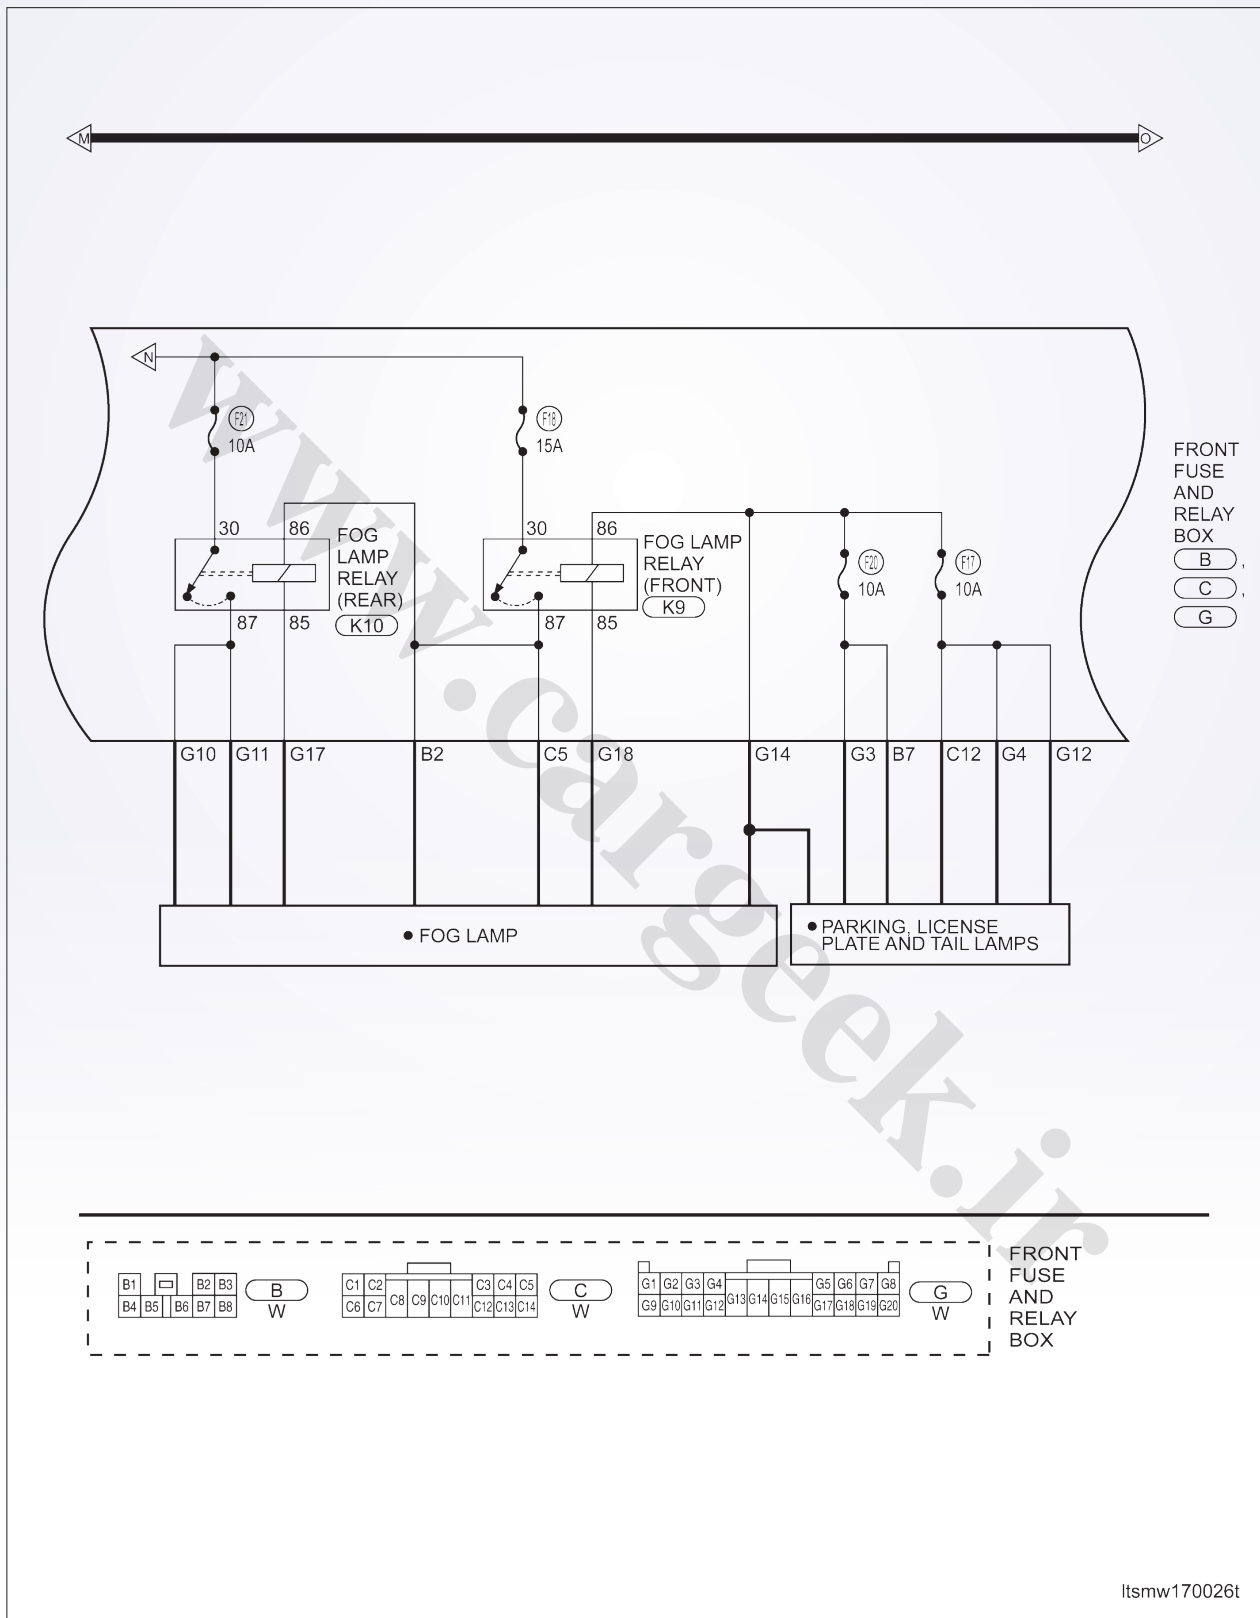 M
O
N
F21
10A
F18
15A
FRONT
FUSE
AND
RELAY
BOX
B ,
C ,
G
30
86
FOG
LAMP
RELAY
(REAR)
K10
87
85
30
86
FOG LAMP
RELAY
(FRONT)
K9
87
85
F20
10A
F17
10A
G10
G11
G17
B2
C5
G18
G14
G3
B7
C12
G4
G12
● FOG LAMP
● PARKING, LICENSE
PLATE AND TAIL LAMPS
www.cargeek.ir
B1 B2 B3
B4 B5 B6 B7 B8
B
W
C1 C2 C3 C4 C5
C6 C7 C8 C9 C10 C11 C12 C13 C14
C
W
G1 G2 G3 G4 G5 G6 G7 G8
G9 G10 G11 G12 G13 G14 G15 G16 G17 G18 G19 G20
G
W
FRONT
FUSE
AND
RELAY
BOX
ltsmw170026t